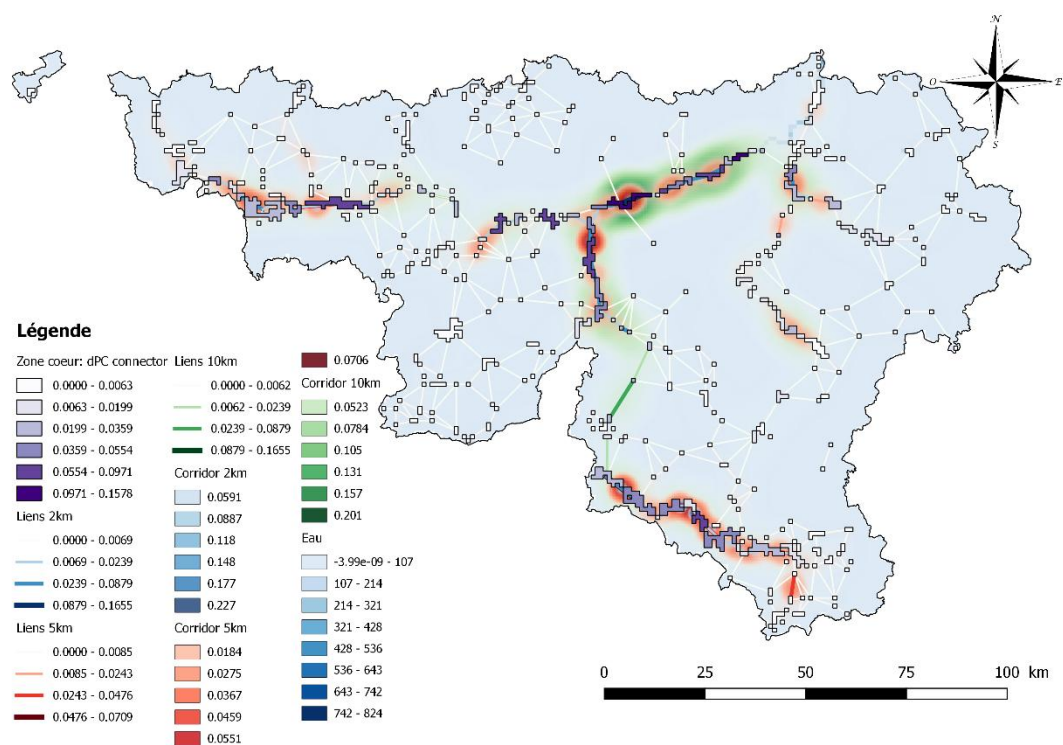 N
O
E
S
Légende
Zone coeur: dPC connector
0.0000 - 0.0063
0.0063 - 0.0199
0.0199 - 0.0359
0.0359 - 0.0554
0.0554 - 0.0971
0.0971 - 0.1578
Liens 2km
0.0000 - 0.0069
0.0069 - 0.0239
0.0239 - 0.0879
0.0879 - 0.1655
Liens 5km
0.0000 - 0.0085
0.0085 - 0.0243
0.0243 - 0.0476
0.0476 - 0.0709
Liens 10km
0.0000 - 0.0062
0.0062 - 0.0239
0.0239 - 0.0879
0.0879 - 0.1655
Corridor 2km
0.0591
0.0887
0.118
0.148
0.177
0.227
Corridor 5km
0.0184
0.0275
0.0367
0.0459
0.0551
0.0706
Corridor 10km
0.0523
0.0784
0.105
0.131
0.157
0.201
Eau
-3.99e-09 - 107
107 - 214
214 - 321
321 - 428
428 - 536
536 - 643
643 - 742
742 - 824
0 25 50 75 100 km